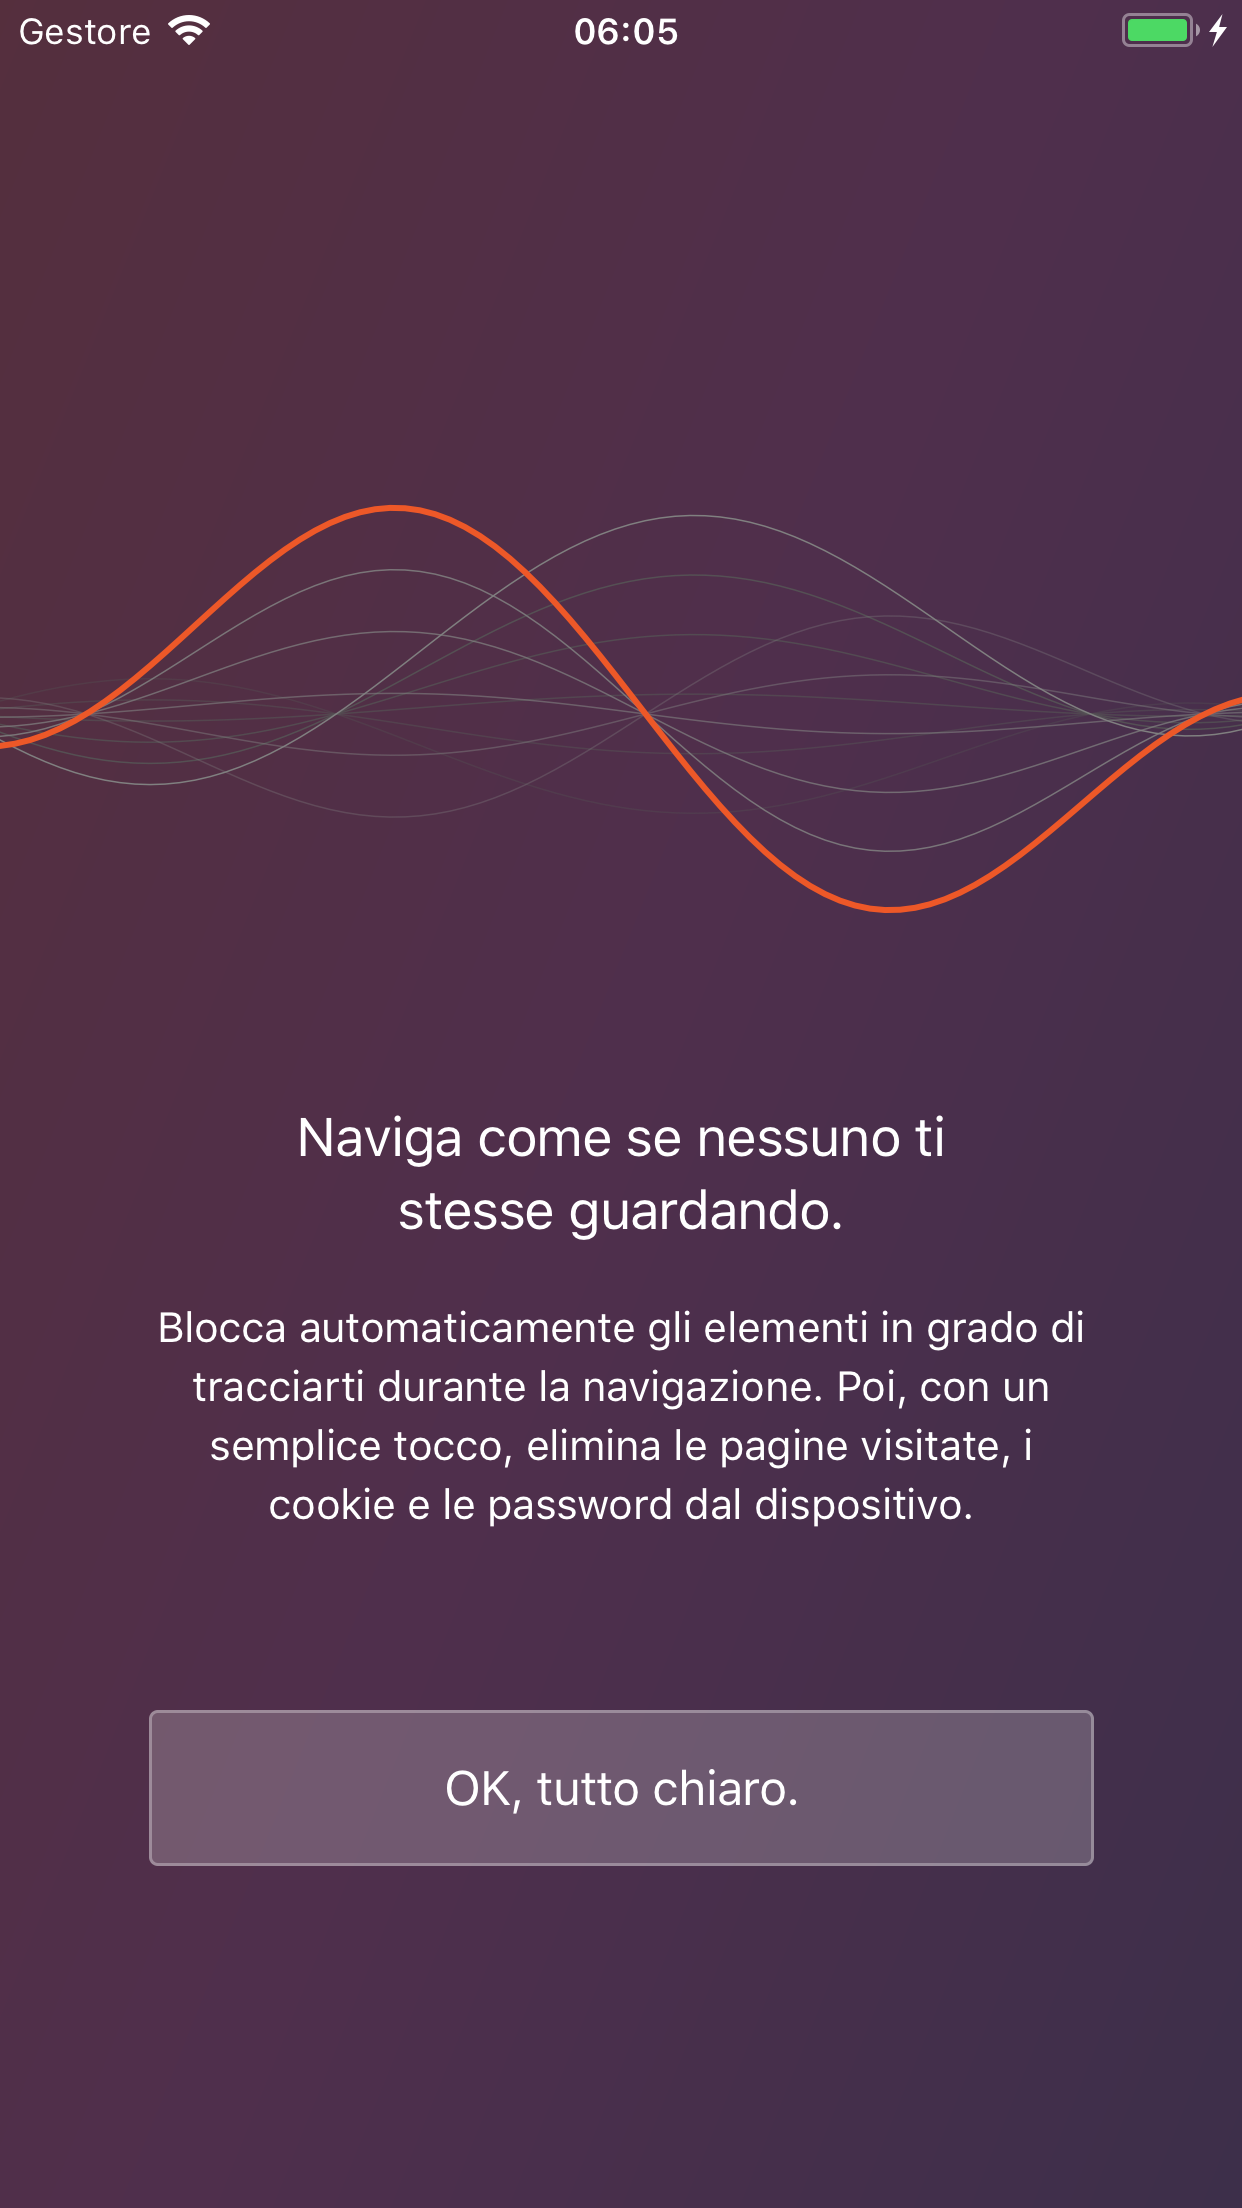 Gestore 06:05
Naviga come se nessuno ti
stesse guardando.
Blocca automaticamente gli elementi in grado di
tracciarti durante la navigazione. Poi, con un
semplice tocco, elimina le pagine visitate, i
cookie e le password dal dispositivo.
OK, tutto chiaro.